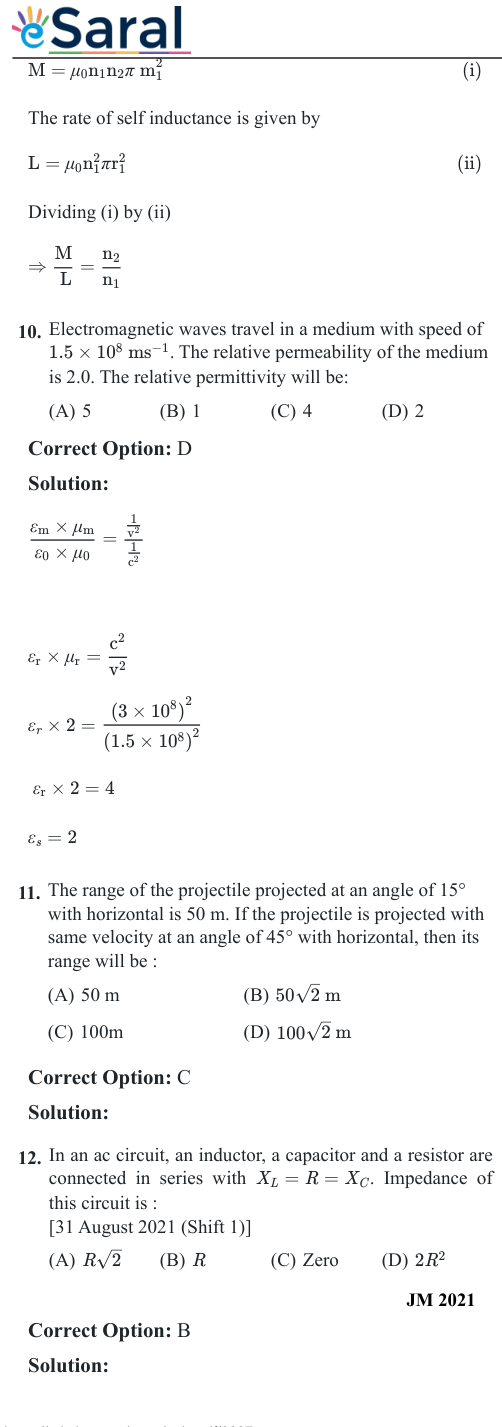 eSaral
M = μ₀n₁n₂π m₁² (i)
The rate of self inductance is given by
L = μ₀n₁²πr₁² (ii)
Dividing (i) by (ii)
⇒ M/L = n₂/n₁
10. Electromagnetic waves travel in a medium with speed of
1.5 × 10⁸ ms⁻¹. The relative permeability of the medium
is 2.0. The relative permittivity will be:
(A) 5 (B) 1 (C) 4 (D) 2
Correct Option: D
Solution:
(εₘ × μₘ)/(ε₀ × μ₀) = (1/v²)/(1/c²)
εᵣ × μᵣ = c²/v²
εᵣ × 2 = (3 × 10⁸)²/(1.5 × 10⁸)²
εᵣ × 2 = 4
εₛ = 2
11. The range of the projectile projected at an angle of 15°
with horizontal is 50 m. If the projectile is projected with
same velocity at an angle of 45° with horizontal, then its
range will be :
(A) 50 m (B) 50√2 m
(C) 100m (D) 100√2 m
Correct Option: C
Solution:
12. In an ac circuit, an inductor, a capacitor and a resistor are
connected in series with X_L = R = X_C. Impedance of
this circuit is :
[31 August 2021 (Shift 1)]
(A) R√2 (B) R (C) Zero (D) 2R²
JM 2021
Correct Option: B
Solution: